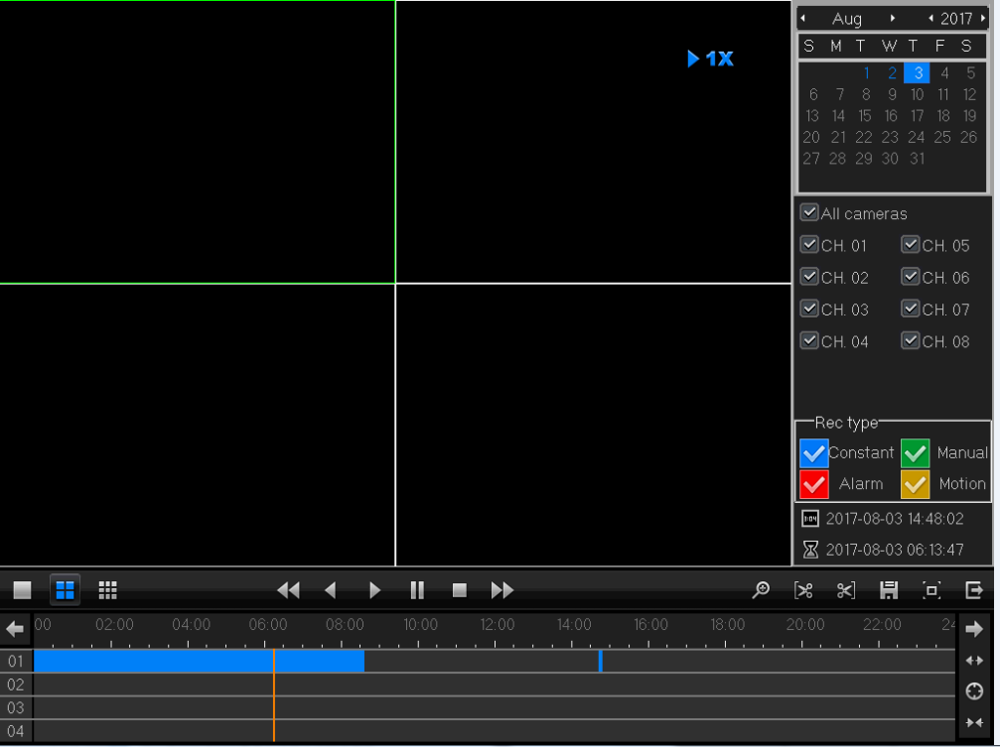 Aug 2017
1X
S M T W T F S
1 2 3 4 5
6 7 8 9 10 11 12
13 14 15 16 17 18 19
20 21 22 23 24 25 26
27 28 29 30 31
All cameras
CH. 01 CH. 05
CH. 02 CH. 06
CH. 03 CH. 07
CH. 04 CH. 08
Rec type
Constant Manual
Alarm Motion
1:04 2017-08-03 14:48:02
2017-08-03 06:13:47
00 02:00 04:00 06:00 08:00 10:00 12:00 14:00 16:00 18:00 20:00 22:00 24
01
02
03
04